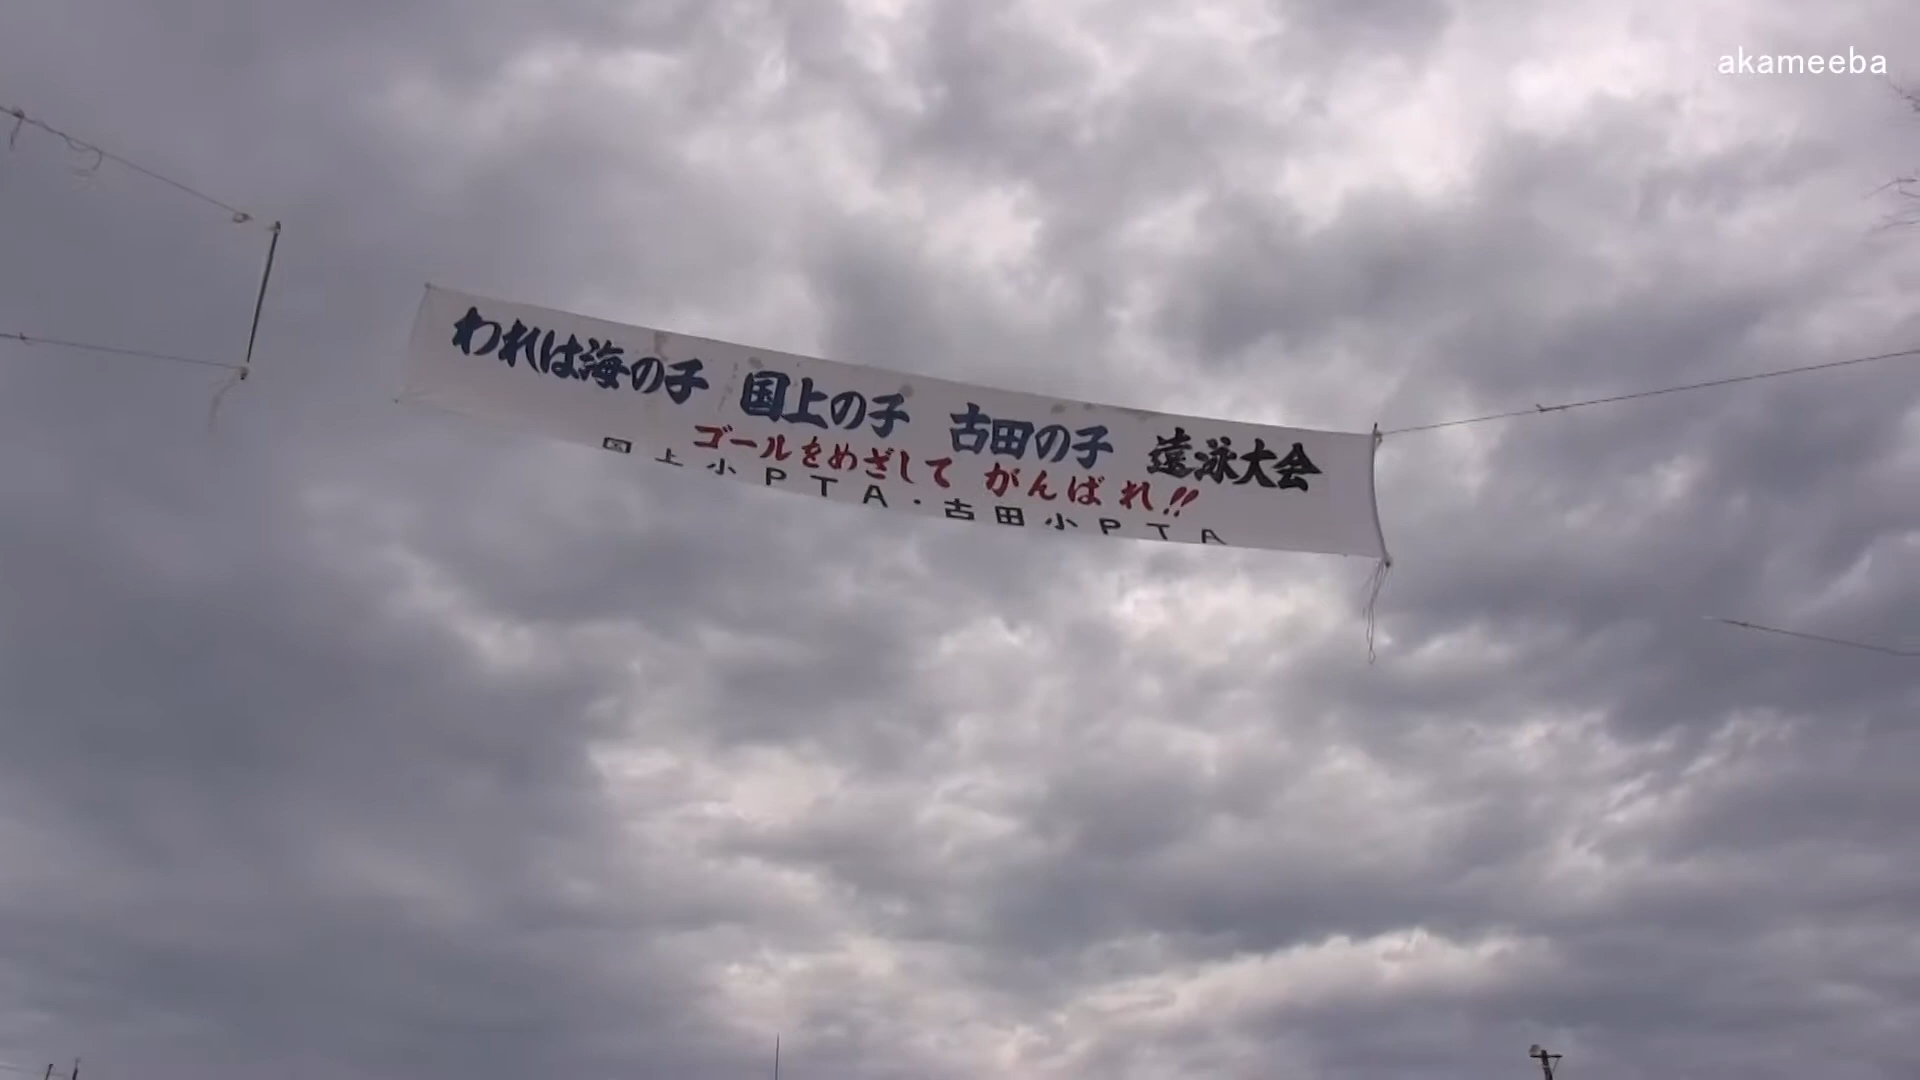 akameeba
われは海の子 国上の子 古田の子 遠泳大会
ゴールをめざして がんばれ!!
国上小PTA・古田小PTA